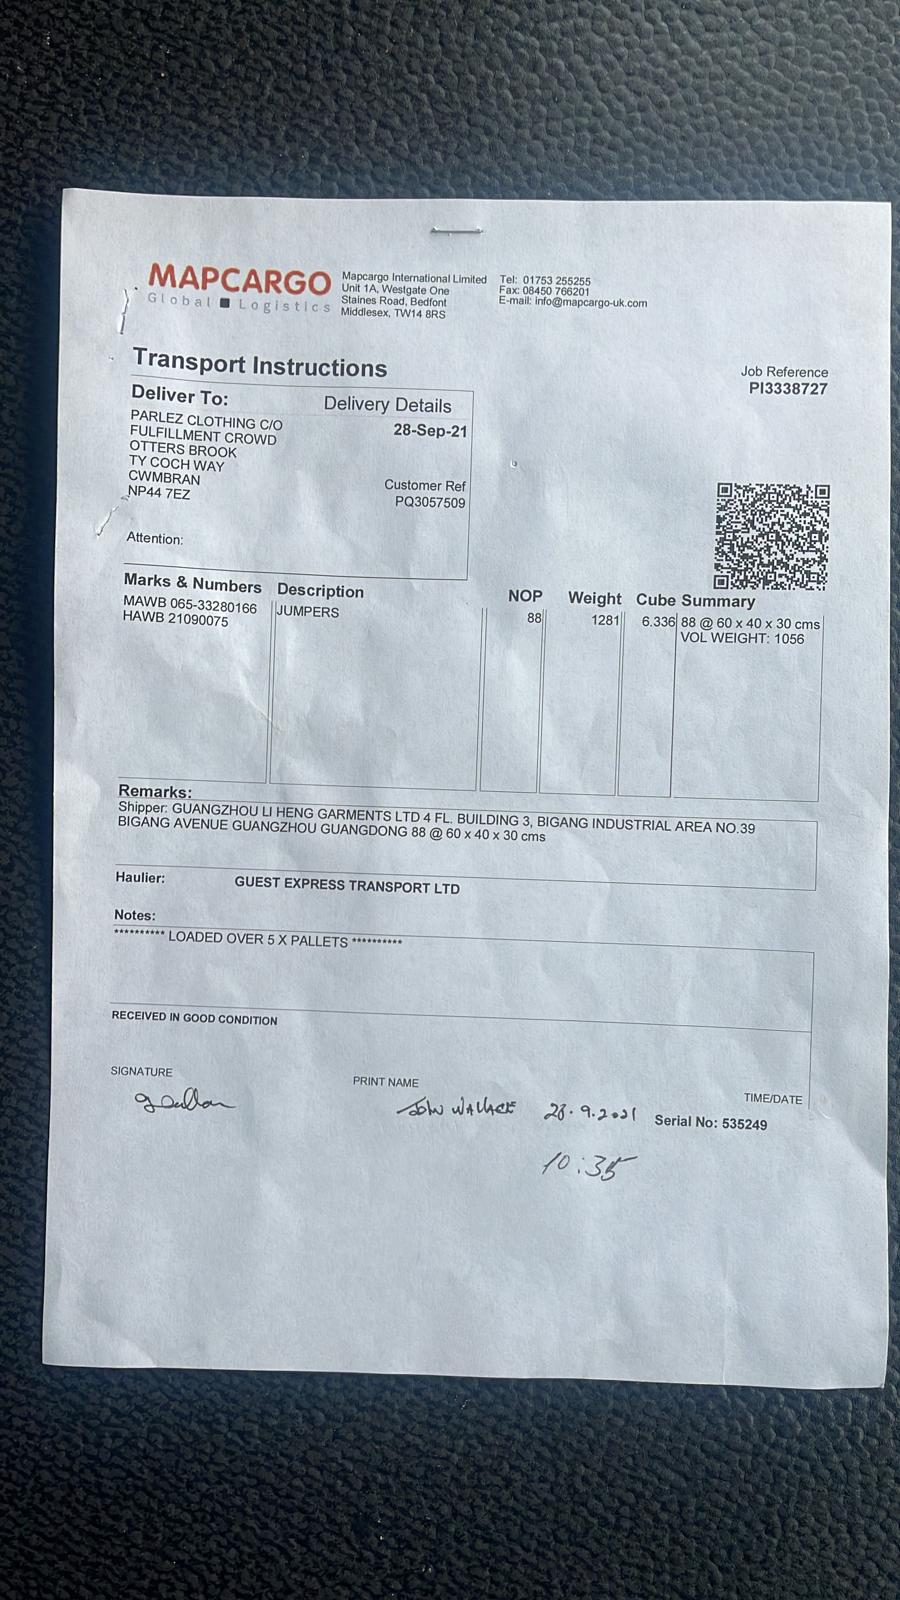 MAPCARGO
Global Logistics
Mapcargo International Limited
Unit 1A, Westgate One
Staines Road, Bedfont
Middlesex, TW14 8RS
Tel: 01753 255255
Fax: 08450 766201
E-mail: info@mapcargo-uk.com
Transport Instructions
Job Reference
PI3338727
Deliver To:
PARLEZ CLOTHING C/O
FULFILLMENT CROWD
OTTERS BROOK
TY COCH WAY
CWMBRAN
NP44 7EZ
Attention:
Delivery Details
28-Sep-21
Customer Ref
PQ3057509
Marks & Numbers Description NOP Weight Cube Summary
MAWB 065-33280166 JUMPERS 88 1281 6.336 88 @ 60 x 40 x 30 cms
HAWB 21090075 VOL WEIGHT: 1056
Remarks:
Shipper: GUANGZHOU LI HENG GARMENTS LTD 4 FL. BUILDING 3, BIGANG INDUSTRIAL AREA NO.39
BIGANG AVENUE GUANGZHOU GUANGDONG 88 @ 60 x 40 x 30 cms
Haulier: GUEST EXPRESS TRANSPORT LTD
Notes:
********** LOADED OVER 5 X PALLETS **********
RECEIVED IN GOOD CONDITION
SIGNATURE PRINT NAME TIME/DATE
JOHN WALLACE 28.9.2021 Serial No: 535249
10:35